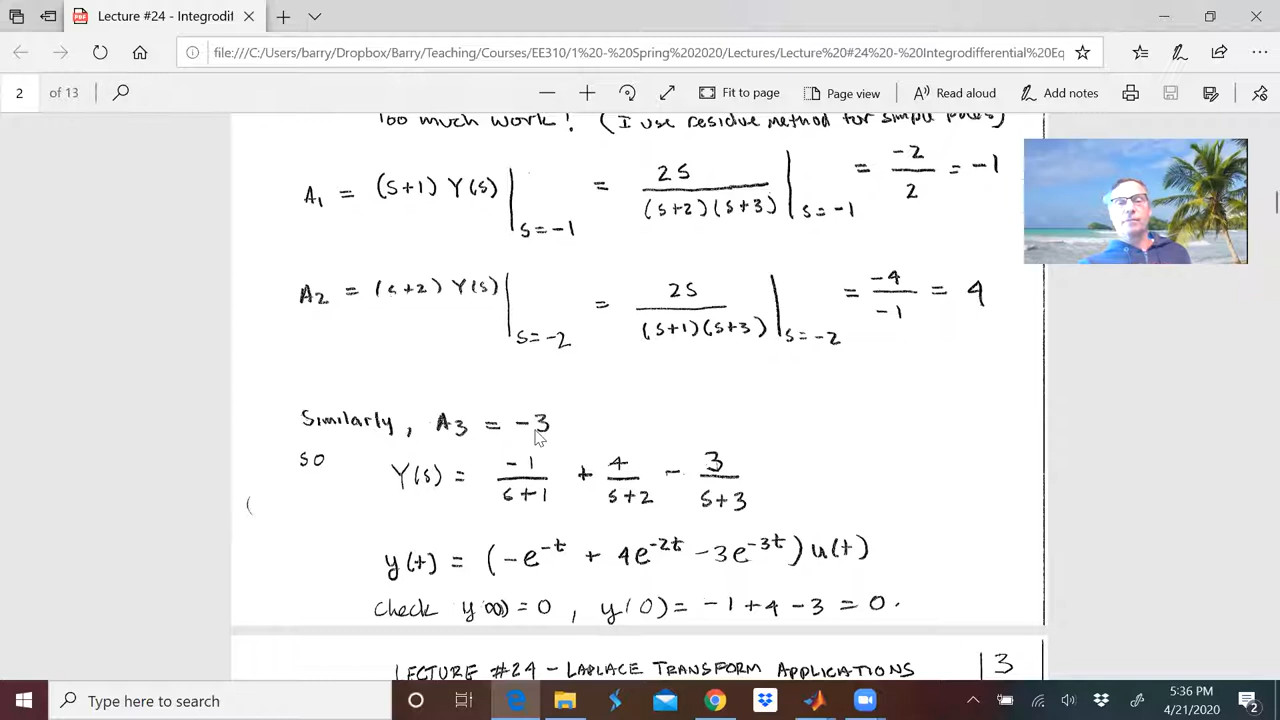 Lecture #24 - Integrodif
file:///C:/Users/barry/Dropbox/Barry/Teaching/Courses/EE310/1%20-%20Spring%202020/Lectures/Lecture%20#24%20-%20Integrodifferential%20Eq
2 of 13 Fit to page Page view Read aloud Add notes
Too much work! (I use residue method for simple poles)
A₁ = (s+1) Y(s) |s=-1 = 2s / (s+2)(s+3) |s=-1 = -2/2 = -1
A₂ = (s+2) Y(s) |s=-2 = 2s / (s+1)(s+3) |s=-2 = -4/-1 = 4
Similarly, A₃ = -3
so
Y(s) = -1/(s+1) + 4/(s+2) - 3/(s+3)
y(t) = (-e^-t + 4e^-2t - 3e^-3t) u(t)
check y(∞) = 0, y(0) = -1 + 4 - 3 = 0.
LECTURE #24 - LAPLACE TRANSFORM APPLICATIONS 13
Type here to search
5:36 PM
4/21/2020
2